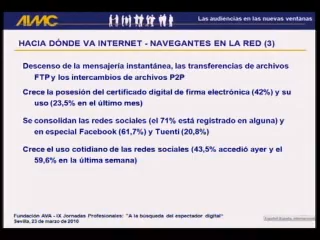 AIMC
Las audiencias en las nuevas ventanas
HACIA DÓNDE VA INTERNET - NAVEGANTES EN LA RED (3)
Descenso de la mensajería instantánea, las transferencias de archivos
FTP y los intercambios de archivos P2P
Crece la posesión del certificado digital de firma electrónica (42%) y su
uso (23,5% en el último mes)
Se consolidan las redes sociales (el 71% está registrado en alguna) y
en especial Facebook (61,7%) y Tuenti (20,8%)
Crece el uso cotidiano de las redes sociales (43,5% accedió ayer y el
59,6% en la última semana)
Fundación AVA - IX Jornadas Profesionales: "A la búsqueda del espectador digital"
Sevilla, 23 de marzo de 2010